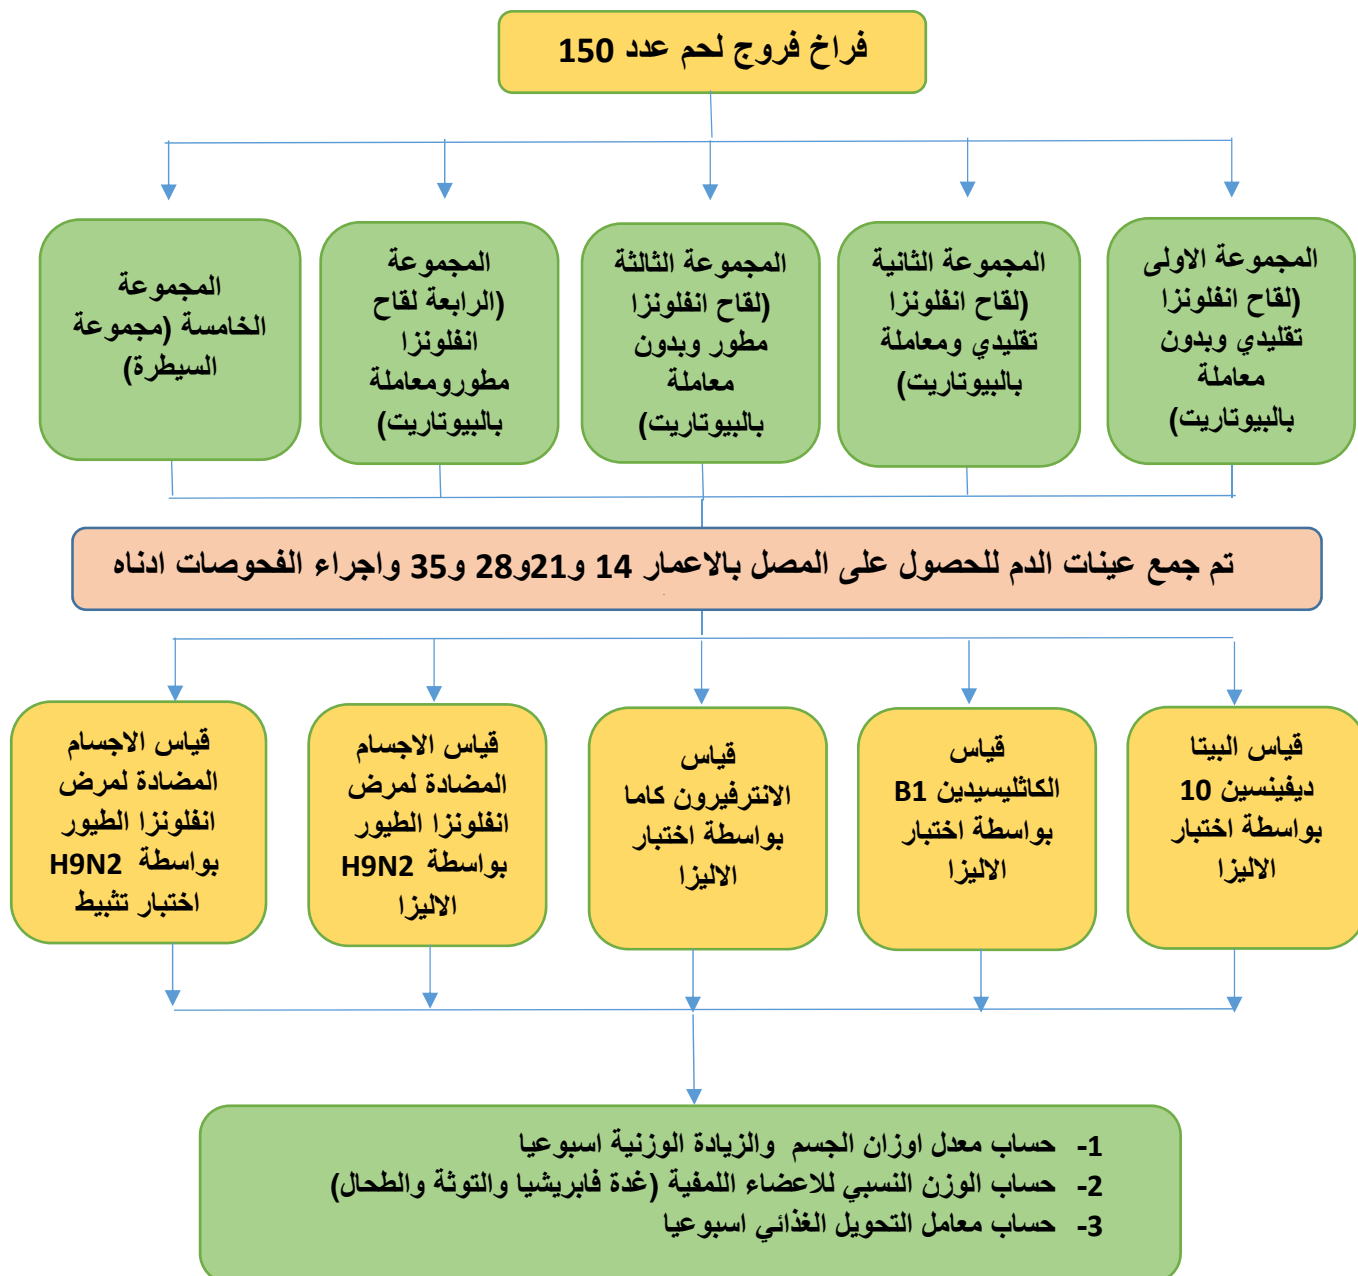 فراخ فروج لحم عدد 150
المجموعة الاولى
(لقاح انفلونزا
تقليدي وبدون
معاملة
بالبيوتاريت)
المجموعة الثانية
(لقاح انفلونزا
تقليدي ومعاملة
بالبيوتاريت)
المجموعة الثالثة
(لقاح انفلونزا
مطور وبدون
معاملة
بالبيوتاريت)
المجموعة
(الرابعة لقاح
انفلونزا
مطورومعاملة
بالبيوتاريت)
المجموعة
الخامسة (مجموعة
السيطرة)
تم جمع عينات الدم للحصول على المصل بالاعمار 14 و21و28 و35 واجراء الفحوصات ادناه
قياس البيتا
ديفينسين 10
بواسطة اختبار
الاليزا
قياس
الكاثليسيدين B1
بواسطة اختبار
الاليزا
قياس
الانترفيرون كاما
بواسطة اختبار
الاليزا
قياس الاجسام
المضادة لمرض
انفلونزا الطيور
H9N2 بواسطة
الاليزا
قياس الاجسام
المضادة لمرض
انفلونزا الطيور
H9N2 بواسطة
اختبار تثبيط
1- حساب معدل اوزان الجسم والزيادة الوزنية اسبوعيا
2- حساب الوزن النسبي للاعضاء اللمفية (غدة فابريشيا والتوثة والطحال)
3- حساب معامل التحويل الغذائي اسبوعيا